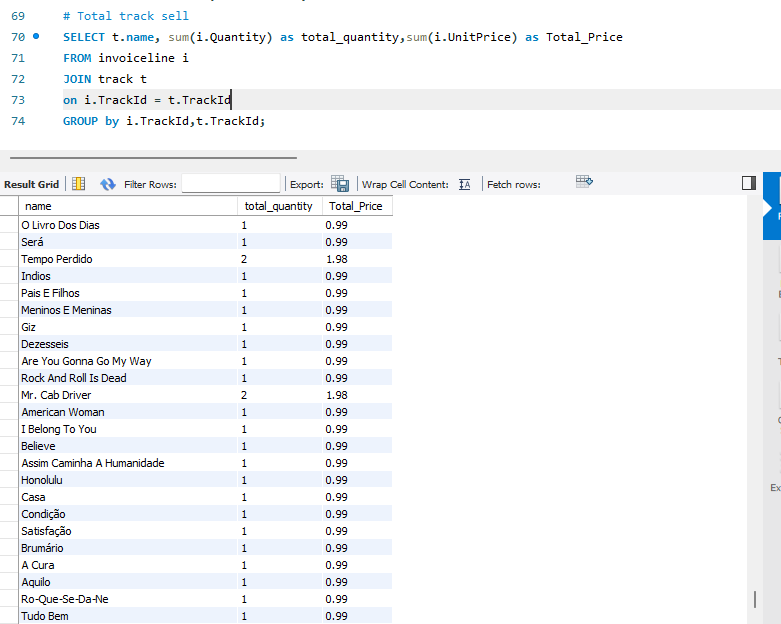 69 # Total track sell
70 SELECT t.name, sum(i.Quantity) as total_quantity,sum(i.UnitPrice) as Total_Price
71 FROM invoiceline i
72 JOIN track t
73 on i.TrackId = t.TrackId
74 GROUP by i.TrackId,t.TrackId;
Result Grid Filter Rows: Export: Wrap Cell Content: Fetch rows:
name total_quantity Total_Price
O Livro Dos Dias 1 0.99
Será 1 0.99
Tempo Perdido 2 1.98
Indios 1 0.99
Pais E Filhos 1 0.99
Meninos E Meninas 1 0.99
Giz 1 0.99
Dezesseis 1 0.99
Are You Gonna Go My Way 1 0.99
Rock And Roll Is Dead 1 0.99
Mr. Cab Driver 2 1.98
American Woman 1 0.99
I Belong To You 1 0.99
Believe 1 0.99
Assim Caminha A Humanidade 1 0.99
Honolulu 1 0.99
Casa 1 0.99
Condição 1 0.99
Satisfação 1 0.99
Brumário 1 0.99
A Cura 1 0.99
Aquilo 1 0.99
Ro-Que-Se-Da-Ne 1 0.99
Tudo Bem 1 0.99